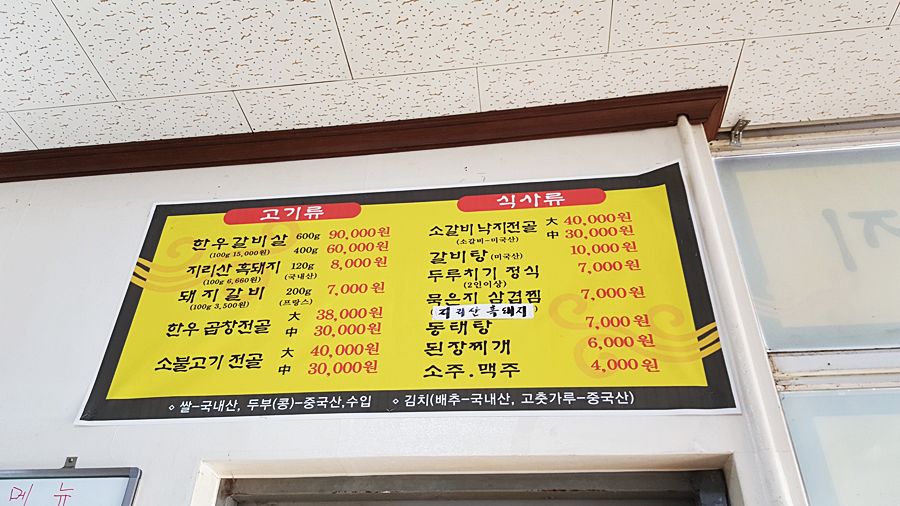 고기류
한우갈비살 600g 90,000원
(100g 15,000원) 400g 60,000원
지리산 흑돼지 120g 8,000원
(100g 6,660원) (국내산)
돼지갈비 200g 7,000원
(100g 3,500원) (프랑스)
한우 곱창전골 大 38,000원
中 30,000원
소불고기 전골 大 40,000원
中 30,000원
식사류
소갈비낙지전골 大 40,000원
(소갈비-미국산) 中 30,000원
갈비탕(미국산) 10,000원
두루치기 정식 7,000원
(2인이상)
묵은지 삼겹찜 7,000원
(지리산 흑돼지
동태탕 7,000원
된장찌개 6,000원
소주.맥주 4,000원
◇ 쌀-국내산, 두부(콩)-중국산,수입 ◇ 김치(배추-국내산, 고춧가루-중국산)
메뉴
지